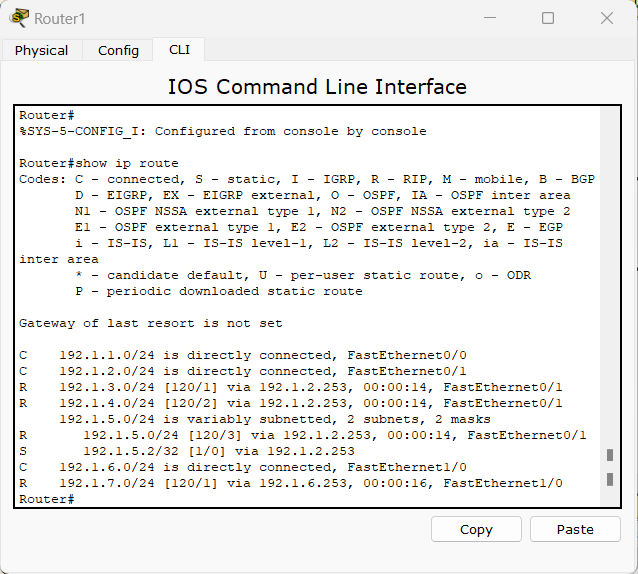 Router1
Physical Config CLI
IOS Command Line Interface
Router#
%SYS-5-CONFIG_I: Configured from console by console
Router#show ip route
Codes: C - connected, S - static, I - IGRP, R - RIP, M - mobile, B - BGP
D - EIGRP, EX - EIGRP external, O - OSPF, IA - OSPF inter area
N1 - OSPF NSSA external type 1, N2 - OSPF NSSA external type 2
E1 - OSPF external type 1, E2 - OSPF external type 2, E - EGP
i - IS-IS, L1 - IS-IS level-1, L2 - IS-IS level-2, ia - IS-IS
inter area
* - candidate default, U - per-user static route, o - ODR
P - periodic downloaded static route
Gateway of last resort is not set
C 192.1.1.0/24 is directly connected, FastEthernet0/0
C 192.1.2.0/24 is directly connected, FastEthernet0/1
R 192.1.3.0/24 [120/1] via 192.1.2.253, 00:00:14, FastEthernet0/1
R 192.1.4.0/24 [120/2] via 192.1.2.253, 00:00:14, FastEthernet0/1
192.1.5.0/24 is variably subnetted, 2 subnets, 2 masks
R 192.1.5.0/24 [120/3] via 192.1.2.253, 00:00:14, FastEthernet0/1
S 192.1.5.2/32 [1/0] via 192.1.2.253
C 192.1.6.0/24 is directly connected, FastEthernet1/0
R 192.1.7.0/24 [120/1] via 192.1.6.253, 00:00:16, FastEthernet1/0
Router#
Copy Paste